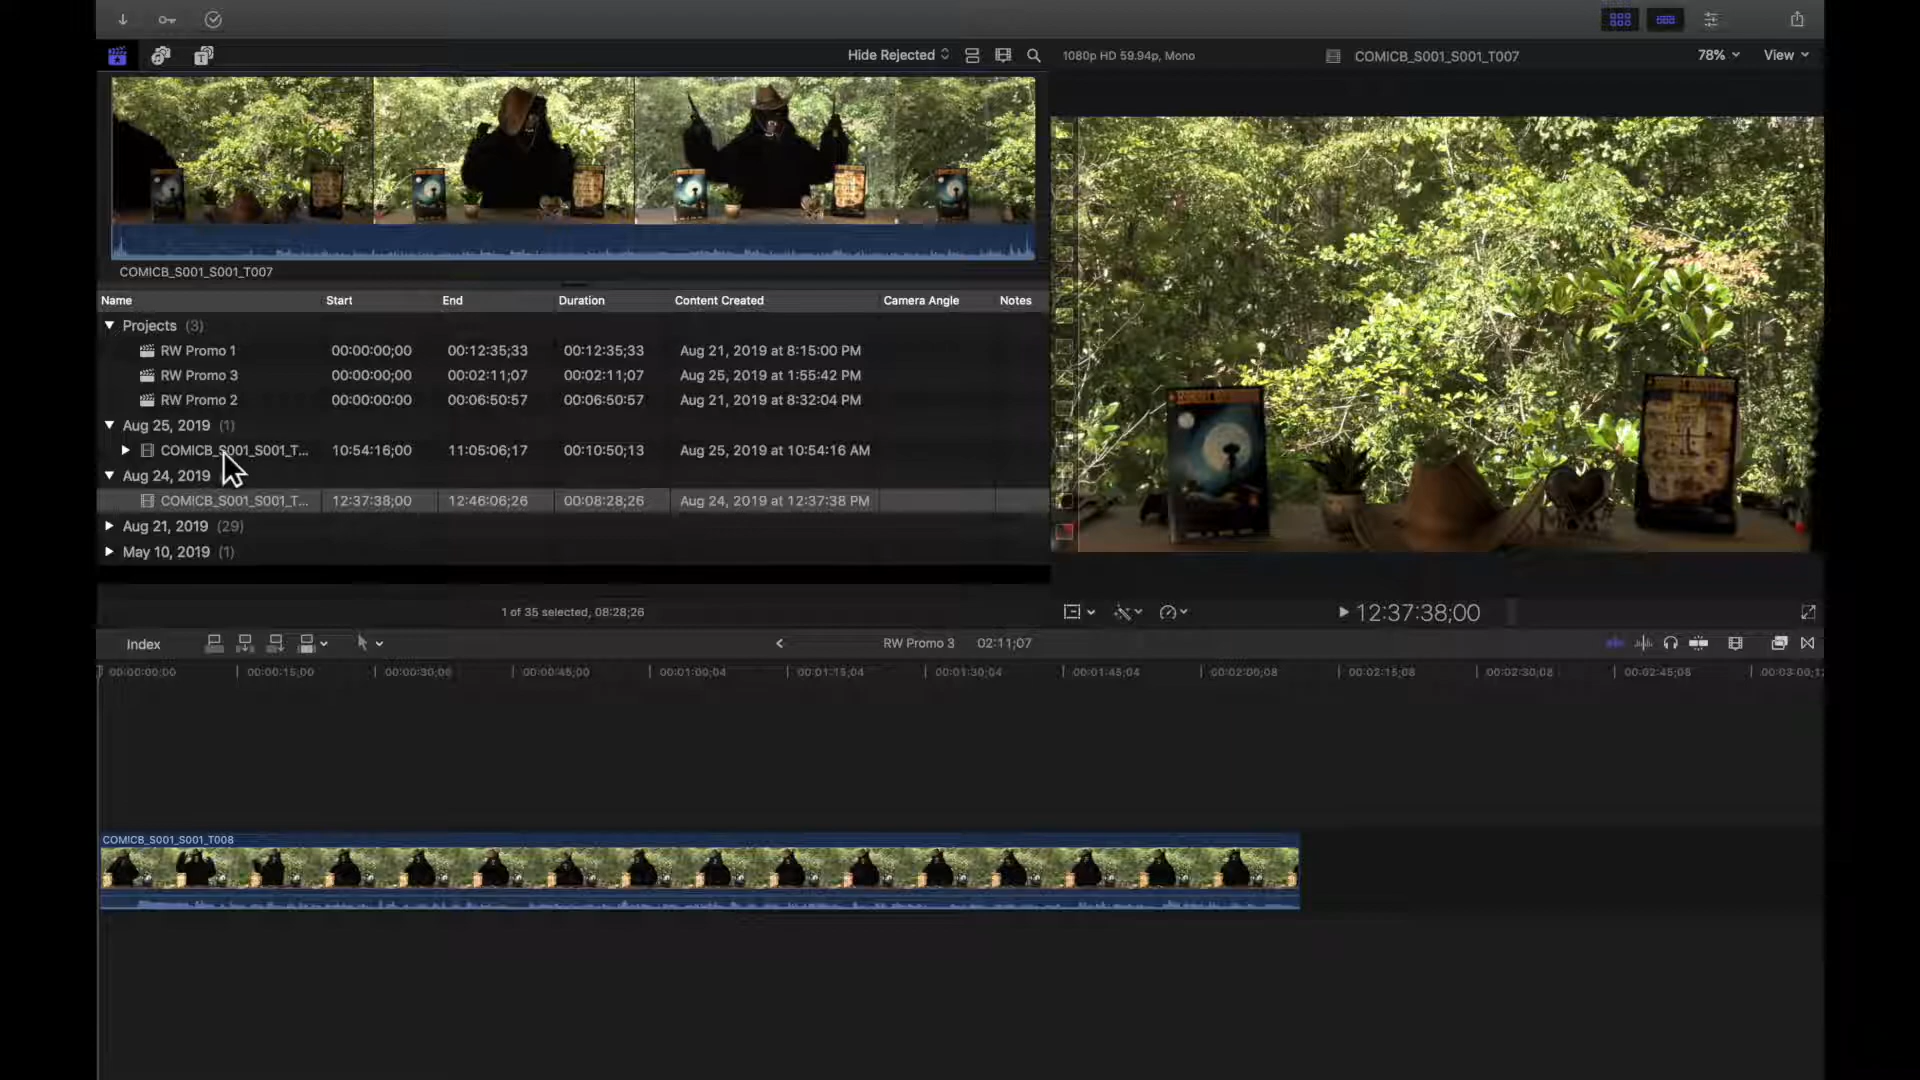 Hide Rejected
1080p HD 59.94p, Mono
COMICB_S001_S001_T007
78%
View
COMICB_S001_S001_T007
Name Start End Duration Content Created Camera Angle Notes
Projects (3)
RW Promo 1 00:00:00;00 00:12:35;33 00:12:35;33 Aug 21, 2019 at 8:15:00 PM
RW Promo 3 00:00:00;00 00:02:11;07 00:02:11;07 Aug 25, 2019 at 1:55:42 PM
RW Promo 2 00:00:00:00 00:06:50:57 00:06:50:57 Aug 21, 2019 at 8:32:04 PM
Aug 25, 2019 (1)
COMICB_S001_S001_T... 10:54:16;00 11:05:06;17 00:10:50;13 Aug 25, 2019 at 10:54:16 AM
Aug 24, 2019
COMICB_S001_S001_T... 12:37:38;00 12:46:06;26 00:08:28;26 Aug 24, 2019 at 12:37:38 PM
Aug 21, 2019 (29)
May 10, 2019 (1)
1 of 35 selected, 08:28;26
12:37:38;00
Index
RW Promo 3 02:11;07
00:00:00;00 00:00:15;00 00:00:30;00 00:00:45;00 00:01:00;04 00:01:15;04 00:01:30;04 00:01:45;04 00:02:00;08 00:02:15;08 00:02:30;08 00:02:45;08
COMICB_S001_S001_T008